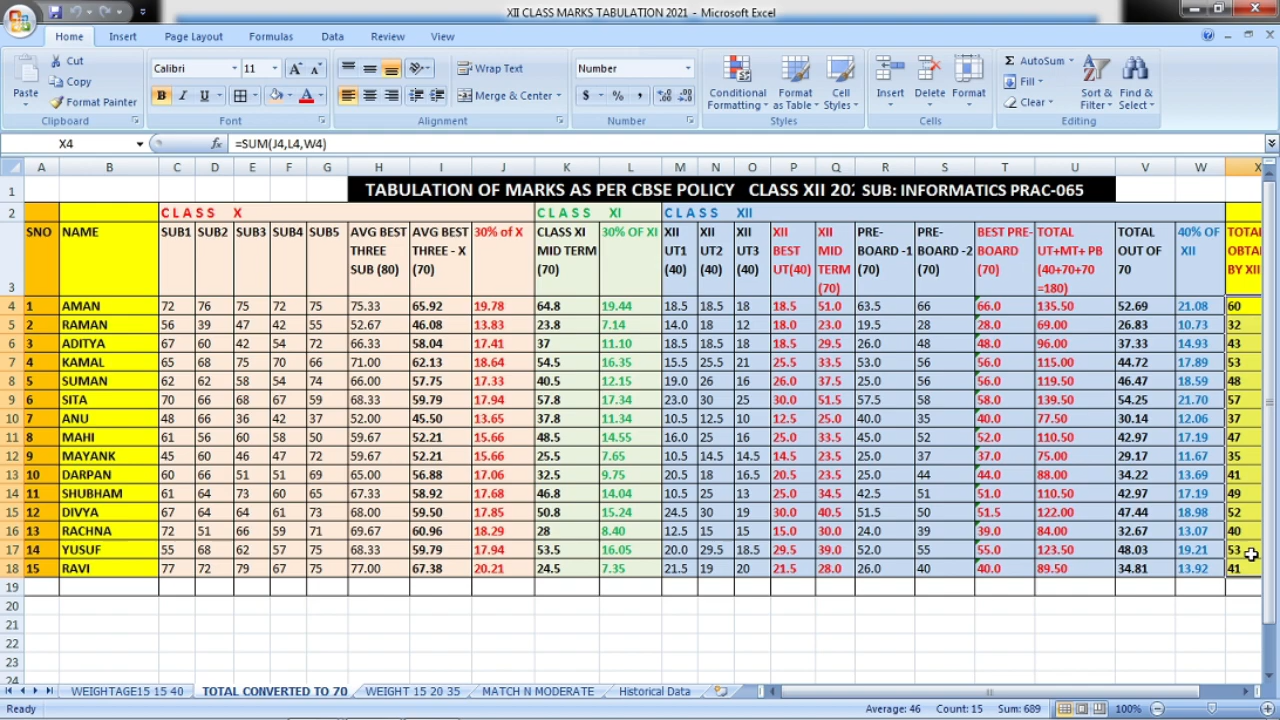 XII CLASS MARKS TABULATION 2021 - Microsoft Excel
Home Insert Page Layout Formulas Data Review View
Paste Cut Copy Format Painter Clipboard
Calibri 11 B I U A A A Font
Wrap Text Merge & Center Alignment
Number $ % , Number
Conditional Formatting Format as Table Cell Styles Styles
Insert Delete Format Cells
Σ AutoSum Fill Clear Sort & Filter Find & Select Editing
X4 fx =SUM(J4,L4,W4)
A B C D E F G H I J K L M N O P Q R S T U V W X
1 TABULATION OF MARKS AS PER CBSE POLICY CLASS XII 202 SUB: INFORMATICS PRAC-065
2 CLASS X CLASS XI CLASS XII
3 SNO NAME SUB1 SUB2 SUB3 SUB4 SUB5 AVG BEST THREE SUB (80) AVG BEST THREE - X (70) 30% of X CLASS XI MID TERM (70) 30% OF XI XII UT1 (40) XII UT2 (40) XII UT3 (40) XII BEST UT(40) XII MID TERM (70) PRE-BOARD -1 (70) PRE-BOARD -2 (70) BEST PRE-BOARD (70) TOTAL UT+MT+ PB (40+70+70 =180) TOTAL OUT OF 70 40% OF XII TOTAL OBTA BY XII
4 1 AMAN 72 76 75 72 75 75.33 65.92 19.78 64.8 19.44 18.5 18.5 18 18.5 51.0 63.5 66 66.0 135.50 52.69 21.08 60
5 2 RAMAN 56 39 47 42 55 52.67 46.08 13.83 23.8 7.14 14.0 18 12 18.0 23.0 19.5 28 28.0 69.00 26.83 10.73 32
6 3 ADITYA 67 60 42 54 72 66.33 58.04 17.41 37 11.10 18.5 18.5 18 18.5 29.5 26.0 48 48.0 96.00 37.33 14.93 43
7 4 KAMAL 65 68 75 70 66 71.00 62.13 18.64 54.5 16.35 15.5 25.5 21 25.5 33.5 53.0 56 56.0 115.00 44.72 17.89 53
8 5 SUMAN 62 62 58 54 74 66.00 57.75 17.33 40.5 12.15 19.0 26 16 26.0 37.5 25.0 56 56.0 119.50 46.47 18.59 48
9 6 SITA 70 66 68 67 59 68.33 59.79 17.94 57.8 17.34 23.0 30 25 30.0 51.5 57.5 58 58.0 139.50 54.25 21.70 57
10 7 ANU 48 66 36 42 37 52.00 45.50 13.65 37.8 11.34 10.5 12.5 10 12.5 25.0 40.0 35 40.0 77.50 30.14 12.06 37
11 8 MAHI 61 56 60 58 50 59.67 52.21 15.66 48.5 14.55 16.0 25 16 25.0 33.5 45.0 52 52.0 110.50 42.97 17.19 47
12 9 MAYANK 45 60 46 47 72 59.67 52.21 15.66 25.5 7.65 10.5 14.5 14.5 14.5 23.5 25.0 37 37.0 75.00 29.17 11.67 35
13 10 DARPAN 60 66 51 51 69 65.00 56.88 17.06 32.5 9.75 20.5 18 16.5 20.5 23.5 25.0 44 44.0 88.00 34.22 13.69 41
14 11 SHUBHAM 61 64 73 60 65 67.33 58.92 17.68 46.8 14.04 10.5 25 13 25.0 34.5 42.5 51 51.0 110.50 42.97 17.19 49
15 12 DIVYA 67 64 64 61 73 68.00 59.50 17.85 50.8 15.24 24.5 30 19 30.0 40.5 51.5 50 51.5 122.00 47.44 18.98 52
16 13 RACHNA 72 51 66 59 71 69.67 60.96 18.29 28 8.40 12.5 15 15 15.0 30.0 24.0 39 39.0 84.00 32.67 13.07 40
17 14 YUSUF 55 68 62 57 75 68.33 59.79 17.94 53.5 16.05 20.0 29.5 18.5 29.5 39.0 52.0 55 55.0 123.50 48.03 19.21 53
18 15 RAVI 77 72 79 67 75 77.00 67.38 20.21 24.5 7.35 21.5 19 20 21.5 28.0 26.0 40 40.0 89.50 34.81 13.92 41
19
20
21
22
23
24
WEIGHTAGE15 15 40 TOTAL CONVERTED TO 70 WEIGHT 15 20 35 MATCH N MODERATE Historical Data
Ready Average: 46 Count: 15 Sum: 689 100%